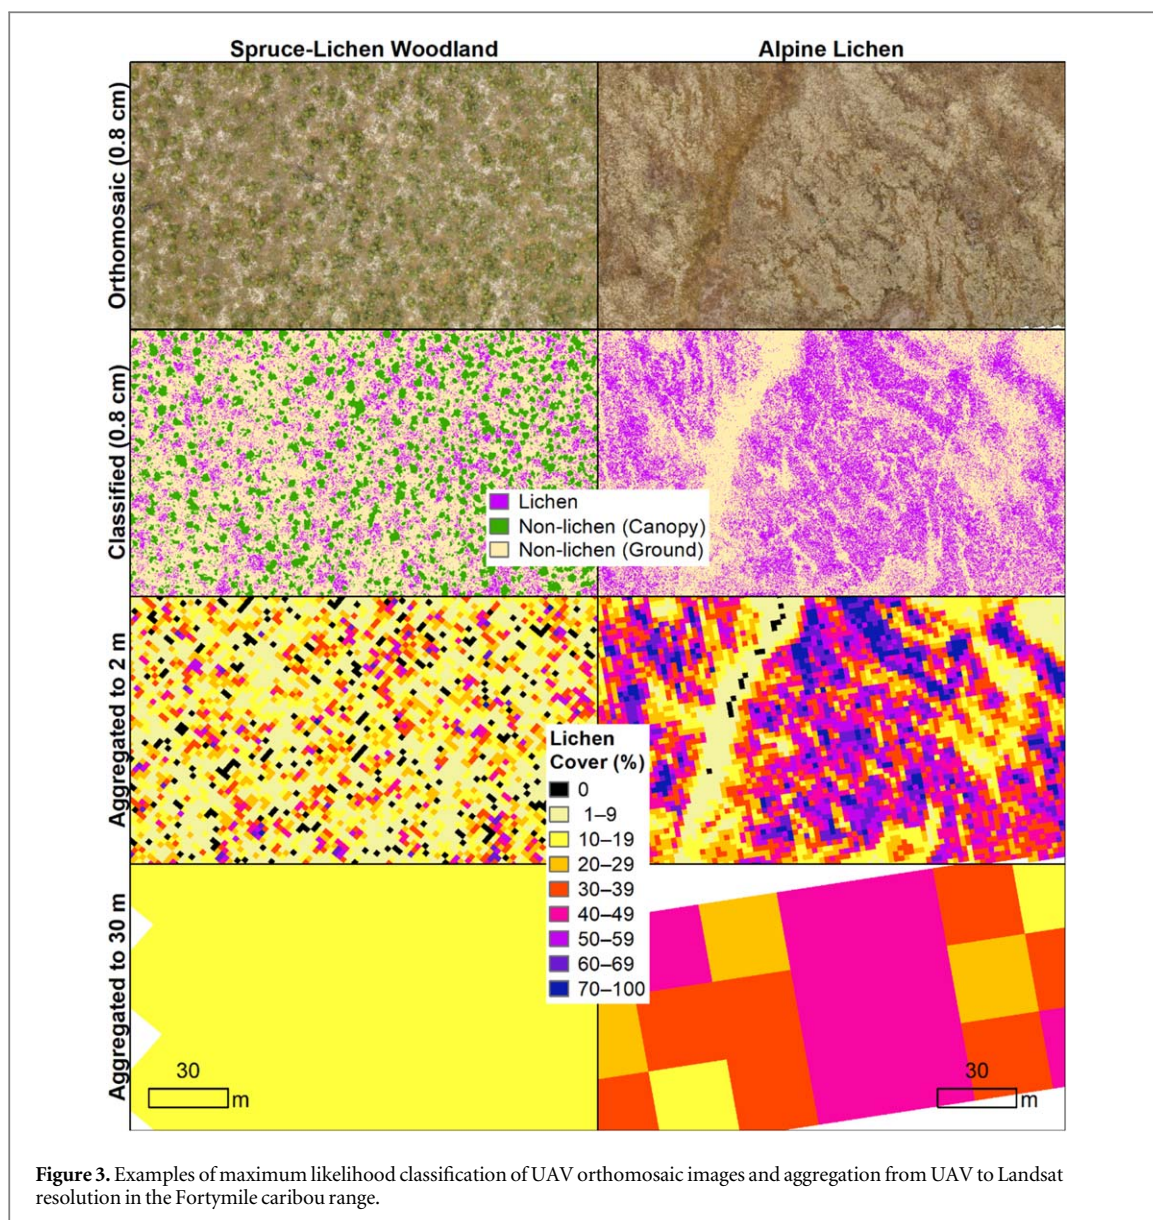 Spruce-Lichen Woodland
Alpine Lichen
Orthomosaic (0.8 cm)
Classified (0.8 cm)
Lichen
Non-lichen (Canopy)
Non-lichen (Ground)
Aggregated to 2 m
Lichen
Cover (%)
0
1–9
10–19
20–29
30–39
40–49
50–59
60–69
70–100
Aggregated to 30 m
30
m
30
m
Figure 3. Examples of maximum likelihood classification of UAV orthomosaic images and aggregation from UAV to Landsat
resolution in the Fortymile caribou range.